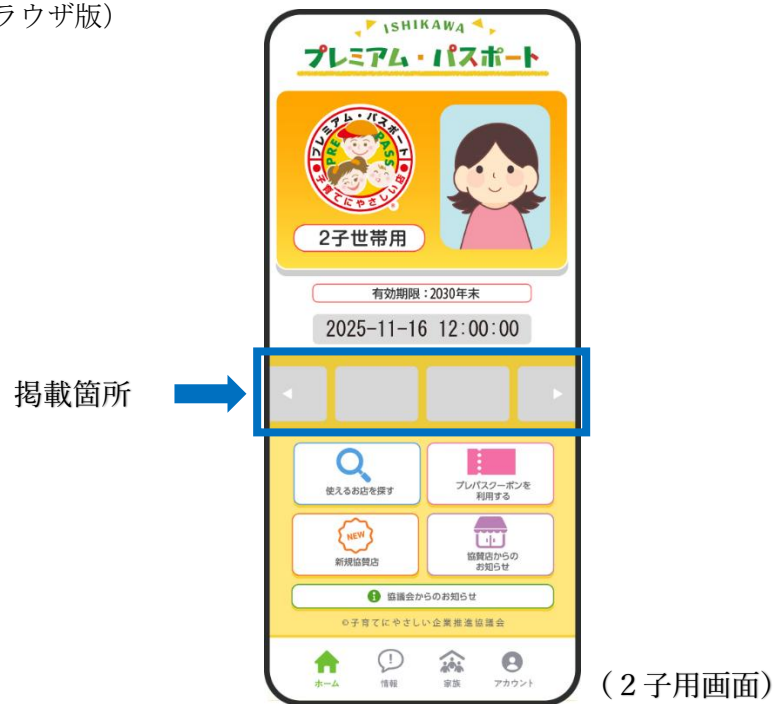 ラウザ版）
ISHIKAWA
プレミアム・パスポート
プレミアム・パスポート
PRE PASS
子育てにやさしい店
2子世帯用
有効期限：2030年末
2025-11-16 12:00:00
掲載箇所
使えるお店を探す
プレパスクーポンを
利用する
NEW
新規協賛店
協賛店からの
お知らせ
協議会からのお知らせ
©子育てにやさしい企業推進協議会
ホーム
情報
家族
アカウント
（２子用画面）